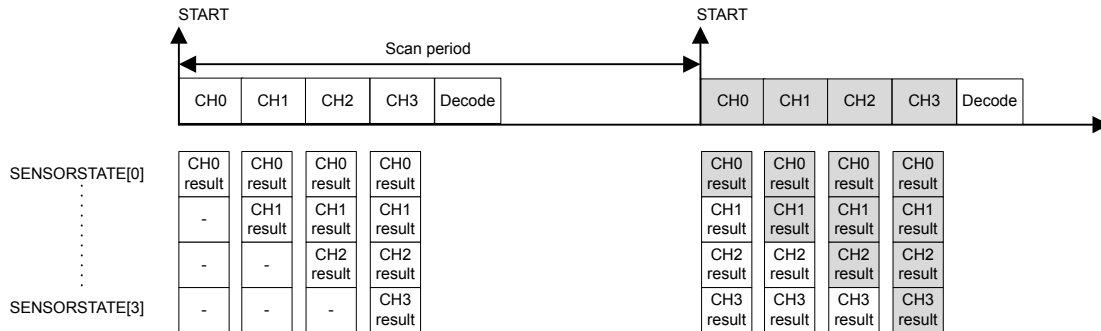 START START
Scan period
CH0 CH1 CH2 CH3 Decode CH0 CH1 CH2 CH3 Decode
SENSORSTATE[0]
CH0 CH0 CH0 CH0 CH0 CH0 CH0 CH0
result result result result result result result result
- CH1 CH1 CH1 CH1 CH1 CH1 CH1
result result result result result result result
- - CH2 CH2 CH2 CH2 CH2 CH2
result result result result result result
SENSORSTATE[3]
- - - CH3 CH3 CH3 CH3 CH3
result result result result result